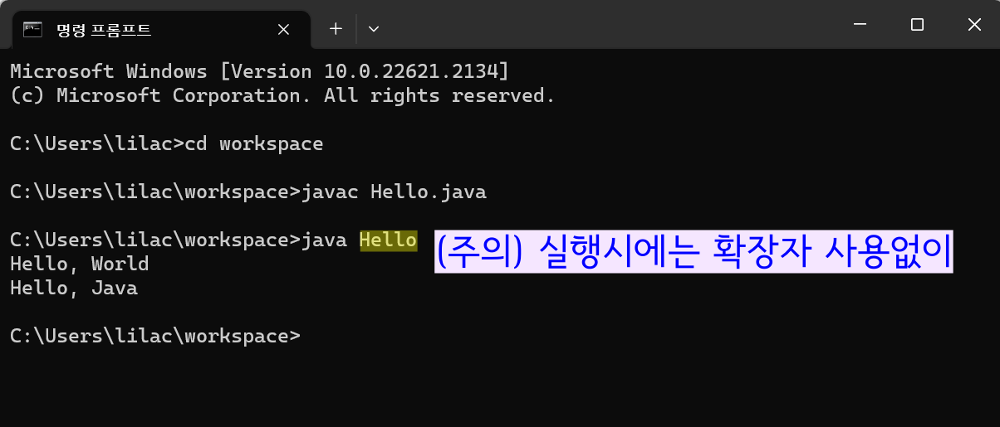 명령 프롬프트
Microsoft Windows [Version 10.0.22621.2134]
(c) Microsoft Corporation. All rights reserved.
C:\Users\lilac>cd workspace
C:\Users\lilac\workspace>javac Hello.java
C:\Users\lilac\workspace>java Hello (주의) 실행시에는 확장자 사용없이
Hello, World
Hello, Java
C:\Users\lilac\workspace>